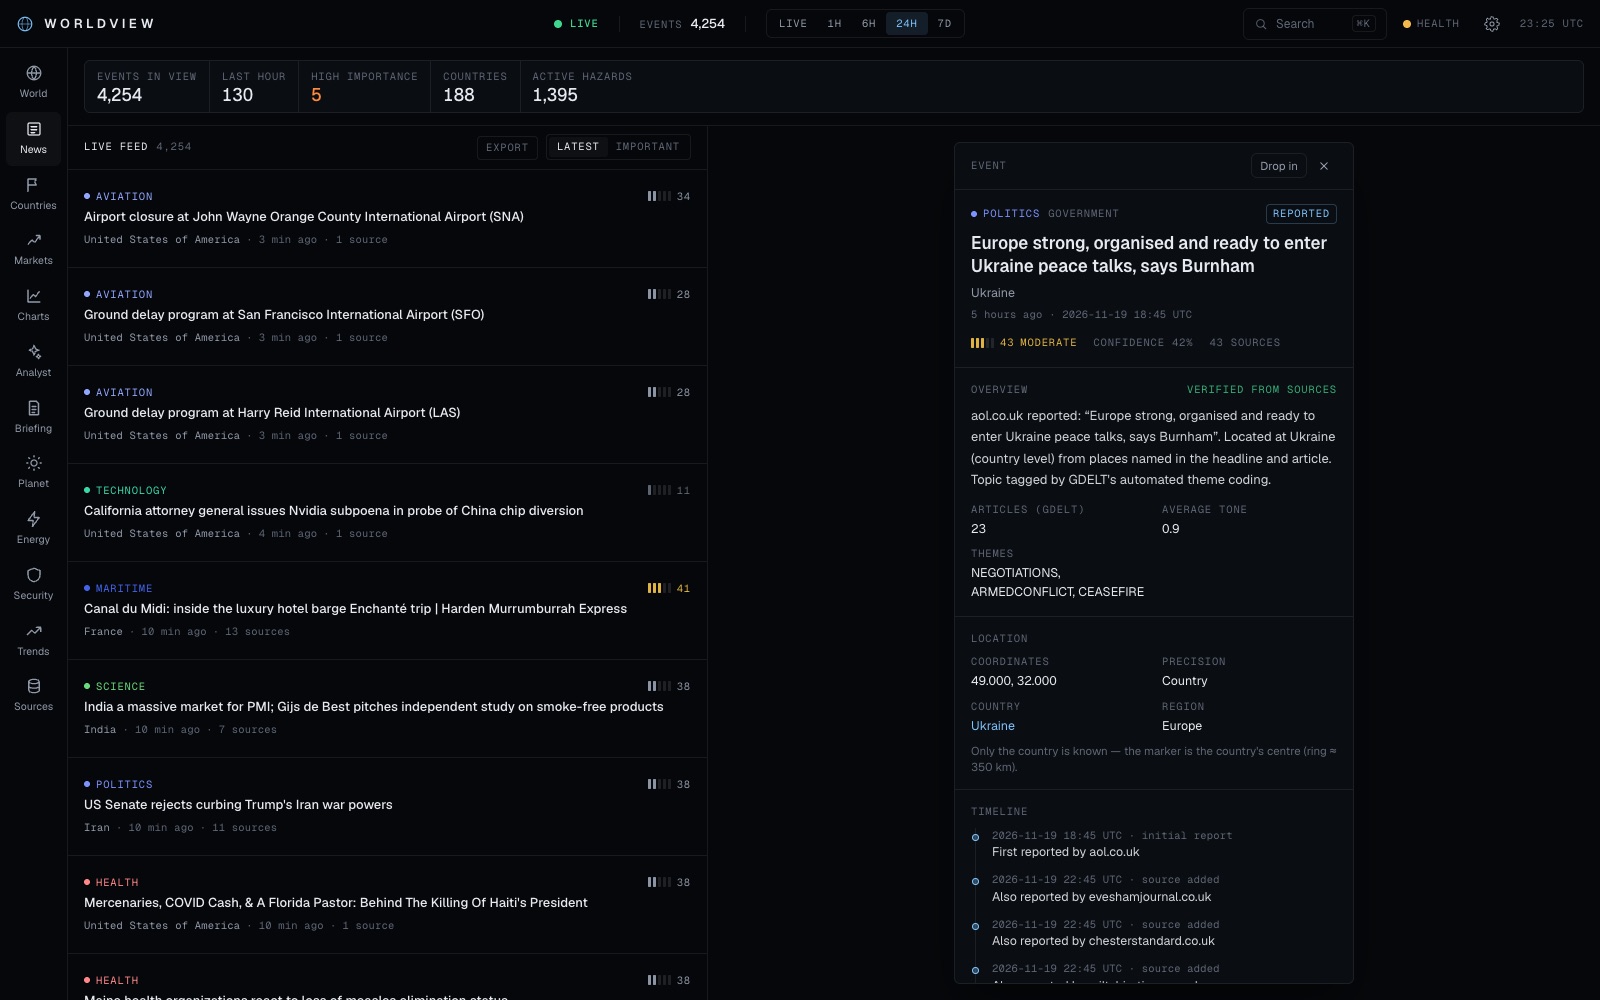 WORLDVIEW
LIVE
EVENTS 4,254
LIVE 1H 6H 24H 7D
Search ⌘K
HEALTH
23:25 UTC
World
News
Countries
Markets
Charts
Analyst
Briefing
Planet
Energy
Security
Trends
Sources
EVENTS IN VIEW
4,254
LAST HOUR
130
HIGH IMPORTANCE
5
COUNTRIES
188
ACTIVE HAZARDS
1,395
LIVE FEED 4,254
EXPORT
LATEST IMPORTANT
AVIATION 34
Airport closure at John Wayne Orange County International Airport (SNA)
United States of America · 3 min ago · 1 source
AVIATION 28
Ground delay program at San Francisco International Airport (SFO)
United States of America · 3 min ago · 1 source
AVIATION 28
Ground delay program at Harry Reid International Airport (LAS)
United States of America · 3 min ago · 1 source
TECHNOLOGY 11
California attorney general issues Nvidia subpoena in probe of China chip diversion
United States of America · 4 min ago · 1 source
MARITIME 41
Canal du Midi: inside the luxury hotel barge Enchanté trip | Harden Murrumburrah Express
France · 10 min ago · 13 sources
SCIENCE 38
India a massive market for PMI; Gijs de Best pitches independent study on smoke-free products
India · 10 min ago · 7 sources
POLITICS 38
US Senate rejects curbing Trump's Iran war powers
Iran · 10 min ago · 11 sources
HEALTH 38
Mercenaries, COVID Cash, & A Florida Pastor: Behind The Killing Of Haiti's President
United States of America · 10 min ago · 1 source
HEALTH 38
EVENT
Drop in ×
POLITICS GOVERNMENT REPORTED
Europe strong, organised and ready to enter
Ukraine peace talks, says Burnham
Ukraine
5 hours ago · 2026-11-19 18:45 UTC
43 MODERATE CONFIDENCE 42% 43 SOURCES
OVERVIEW VERIFIED FROM SOURCES
aol.co.uk reported: “Europe strong, organised and ready to
enter Ukraine peace talks, says Burnham”. Located at Ukraine
(country level) from places named in the headline and article.
Topic tagged by GDELT's automated theme coding.
ARTICLES (GDELT) AVERAGE TONE
23 0.9
THEMES
NEGOTIATIONS,
ARMEDCONFLICT, CEASEFIRE
LOCATION
COORDINATES PRECISION
49.000, 32.000 Country
COUNTRY REGION
Ukraine Europe
Only the country is known — the marker is the country's centre (ring ≈
350 km).
TIMELINE
2026-11-19 18:45 UTC · initial report
First reported by aol.co.uk
2026-11-19 22:45 UTC · source added
Also reported by eveshamjournal.co.uk
2026-11-19 22:45 UTC · source added
Also reported by chesterstandard.co.uk
2026-11-19 22:45 UTC · source added